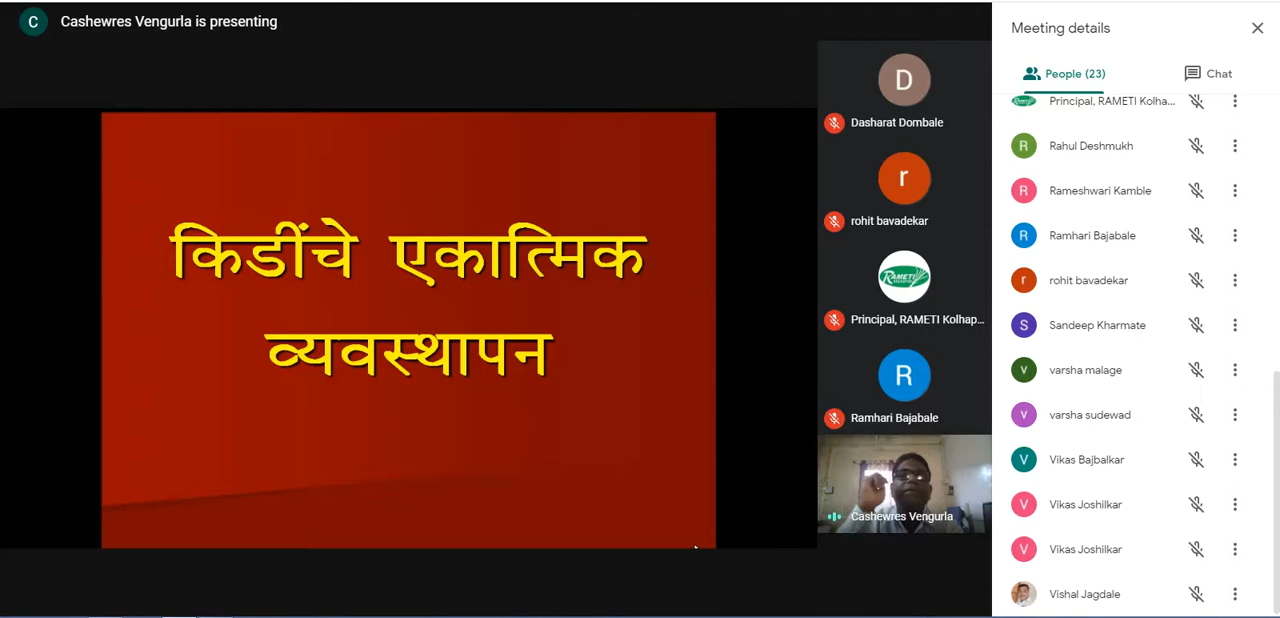 C Cashewres Vengurla is presenting
किडींचे एकात्मिक
व्यवस्थापन
D
Dasharat Dombale
r
rohit bavadekar
RAMETI
Principal, RAMETI Kolhap...
R
Ramhari Bajabale
Cashewres Vengurla
Meeting details
People (23) Chat
Principal, RAMETI Kolha...
R Rahul Deshmukh
R Rameshwari Kamble
R Ramhari Bajabale
r rohit bavadekar
S Sandeep Kharmate
v varsha malage
v varsha sudewad
V Vikas Bajbalkar
V Vikas Joshilkar
V Vikas Joshilkar
Vishal Jagdale